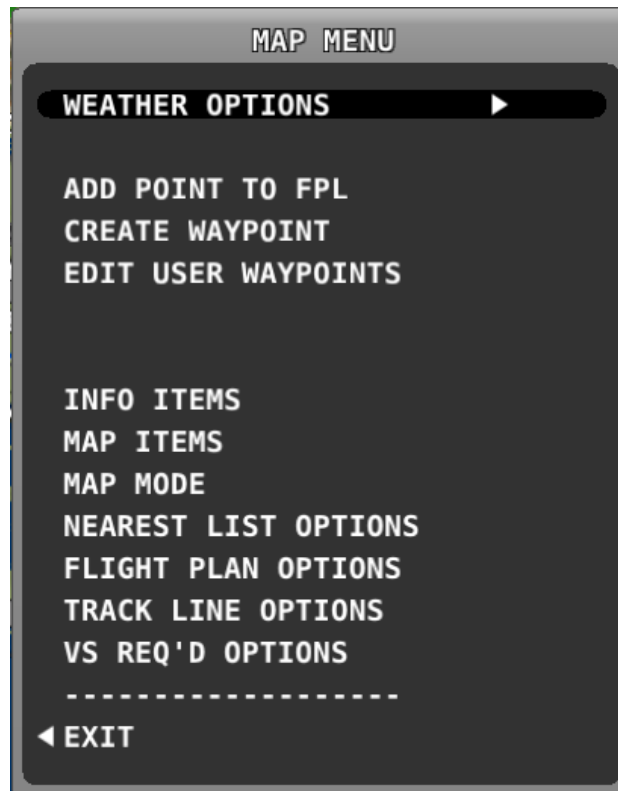 MAP MENU
WEATHER OPTIONS
ADD POINT TO FPL
CREATE WAYPOINT
EDIT USER WAYPOINTS
INFO ITEMS
MAP ITEMS
MAP MODE
NEAREST LIST OPTIONS
FLIGHT PLAN OPTIONS
TRACK LINE OPTIONS
VS REQ'D OPTIONS
-------------------
EXIT